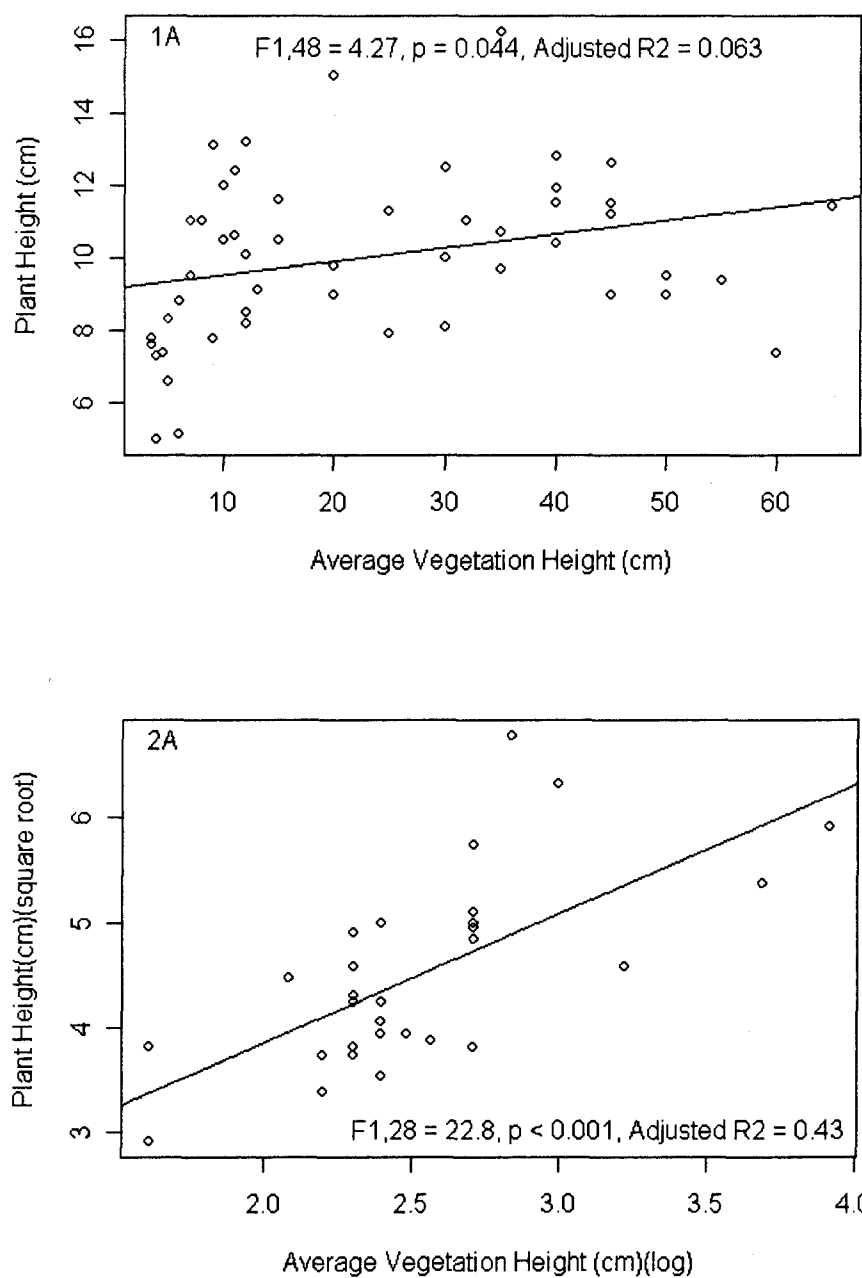 1A
F1,48 = 4.27, p = 0.044, Adjusted R2 = 0.063
Plant Height (cm)
16
14
12
10
8
6
10 20 30 40 50 60
Average Vegetation Height (cm)
2A
Plant Height(cm)(square root)
6
5
4
3
F1,28 = 22.8, p < 0.001, Adjusted R2 = 0.43
2.0 2.5 3.0 3.5 4.0
Average Vegetation Height (cm)(log)